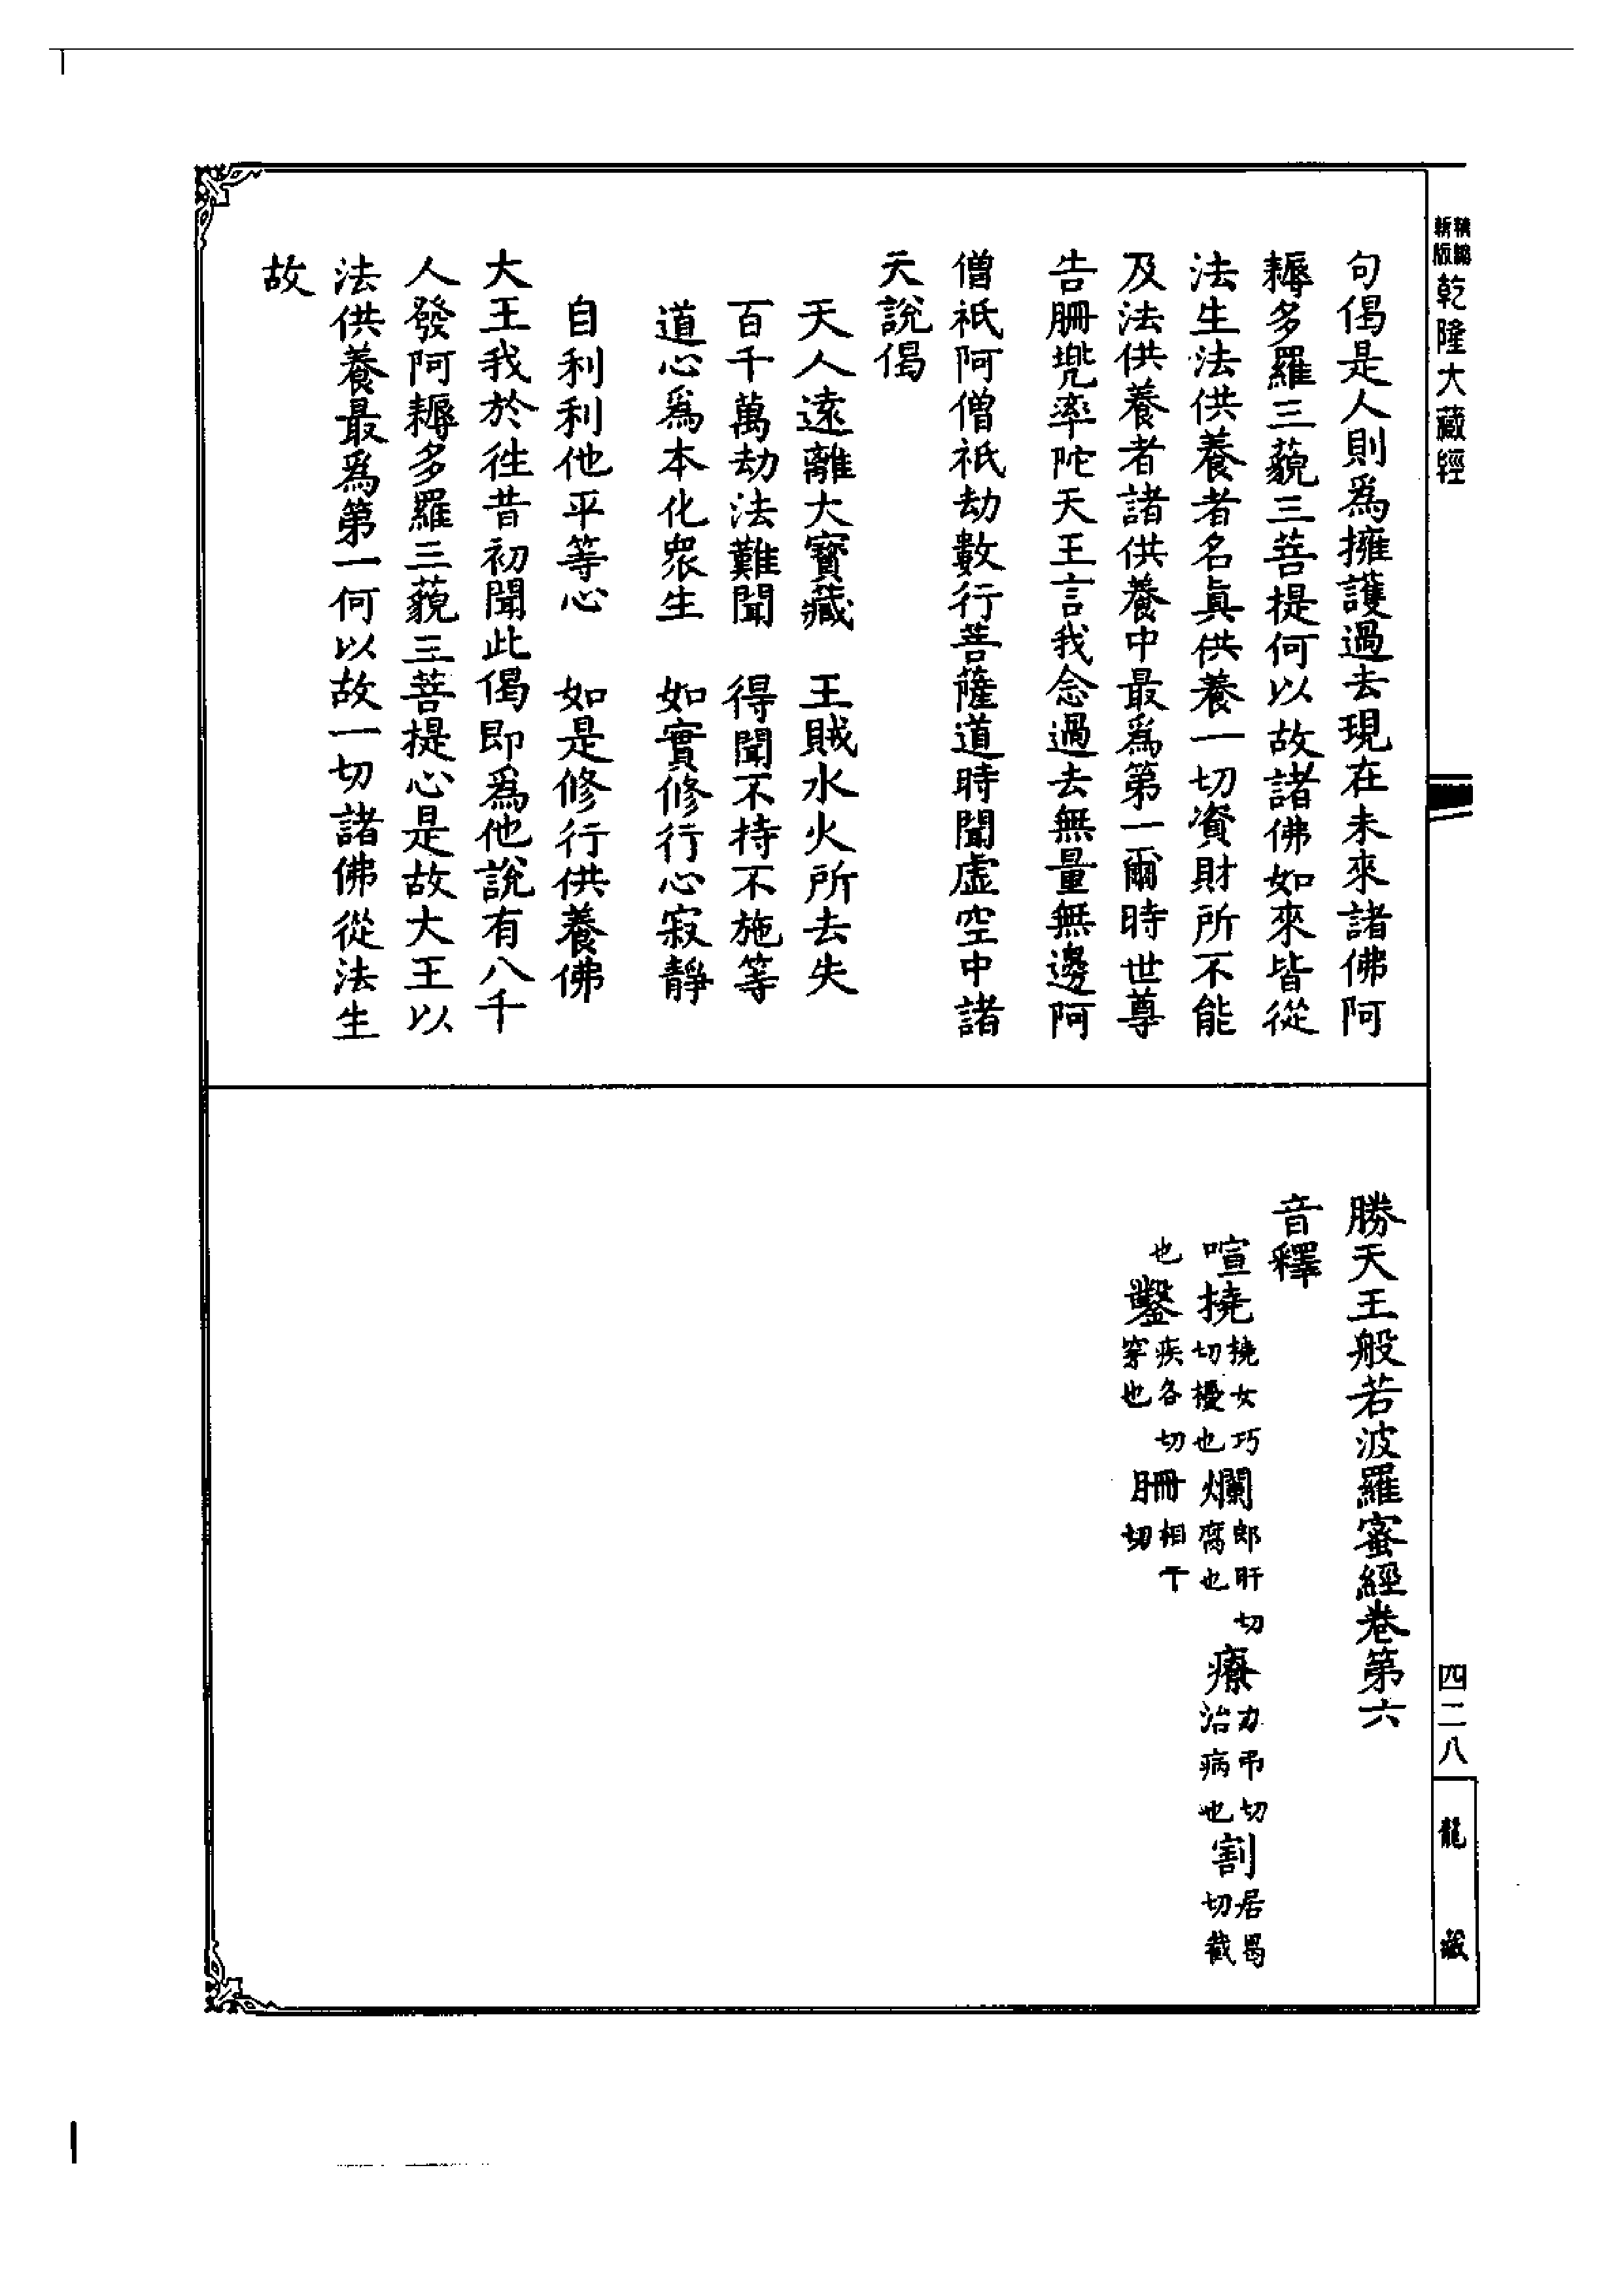 新編縮版乾隆大藏經
句偈是人則爲擁護過去現在未來諸佛阿
耨多羅三藐三菩提何以故諸佛如來皆從
法生法供養者名眞供養一切資財所不能
及法供養者諸供養中最爲第一爾時世尊
告𦙱兜率陀天王言我念過去無量無邊阿
僧祇阿僧祇劫數行菩薩道時聞虛空中諸
天說偈
天人遠離大寶藏　王賊水火所去失
百千萬劫法難聞　得聞不持不施等
道心爲本化衆生　如實修行心寂靜
自利利他平等心　如是修行供養佛
大王我於徃昔初聞此偈即爲他說有八千
人發阿耨多羅三藐三菩提心是故大王以
法供養最爲第一何以故一切諸佛從法生
故
勝天王般若波羅蜜經卷第六
音釋
喧撓撓女巧切擾也爛郎肝切腐也療力弔切治病也割居曷切截
也鑿疾各切穿也𦙱相干切
四二八
龍藏